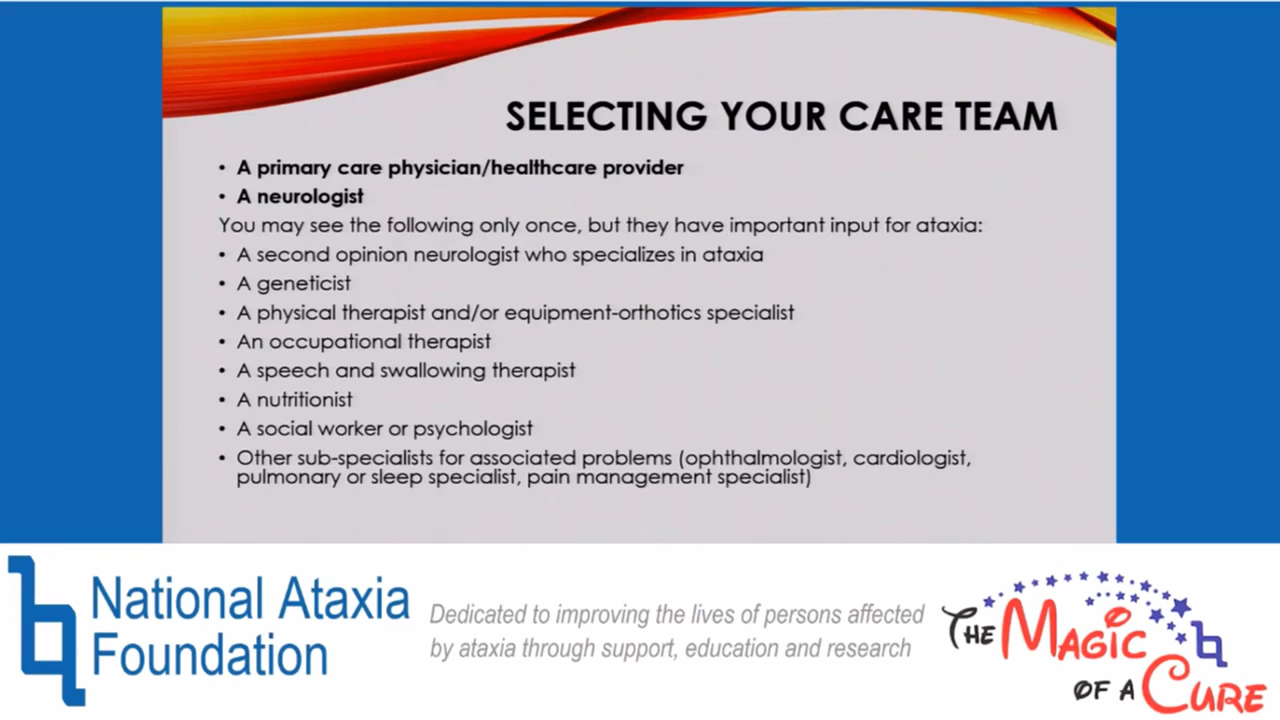 SELECTING YOUR CARE TEAM
• A primary care physician/healthcare provider
• A neurologist
You may see the following only once, but they have important input for ataxia:
• A second opinion neurologist who specializes in ataxia
• A geneticist
• A physical therapist and/or equipment-orthotics specialist
• An occupational therapist
• A speech and swallowing therapist
• A nutritionist
• A social worker or psychologist
• Other sub-specialists for associated problems (ophthalmologist, cardiologist,
pulmonary or sleep specialist, pain management specialist)
National Ataxia
Foundation
Dedicated to improving the lives of persons affected
by ataxia through support, education and research
THE MAGIC
OF A CURE